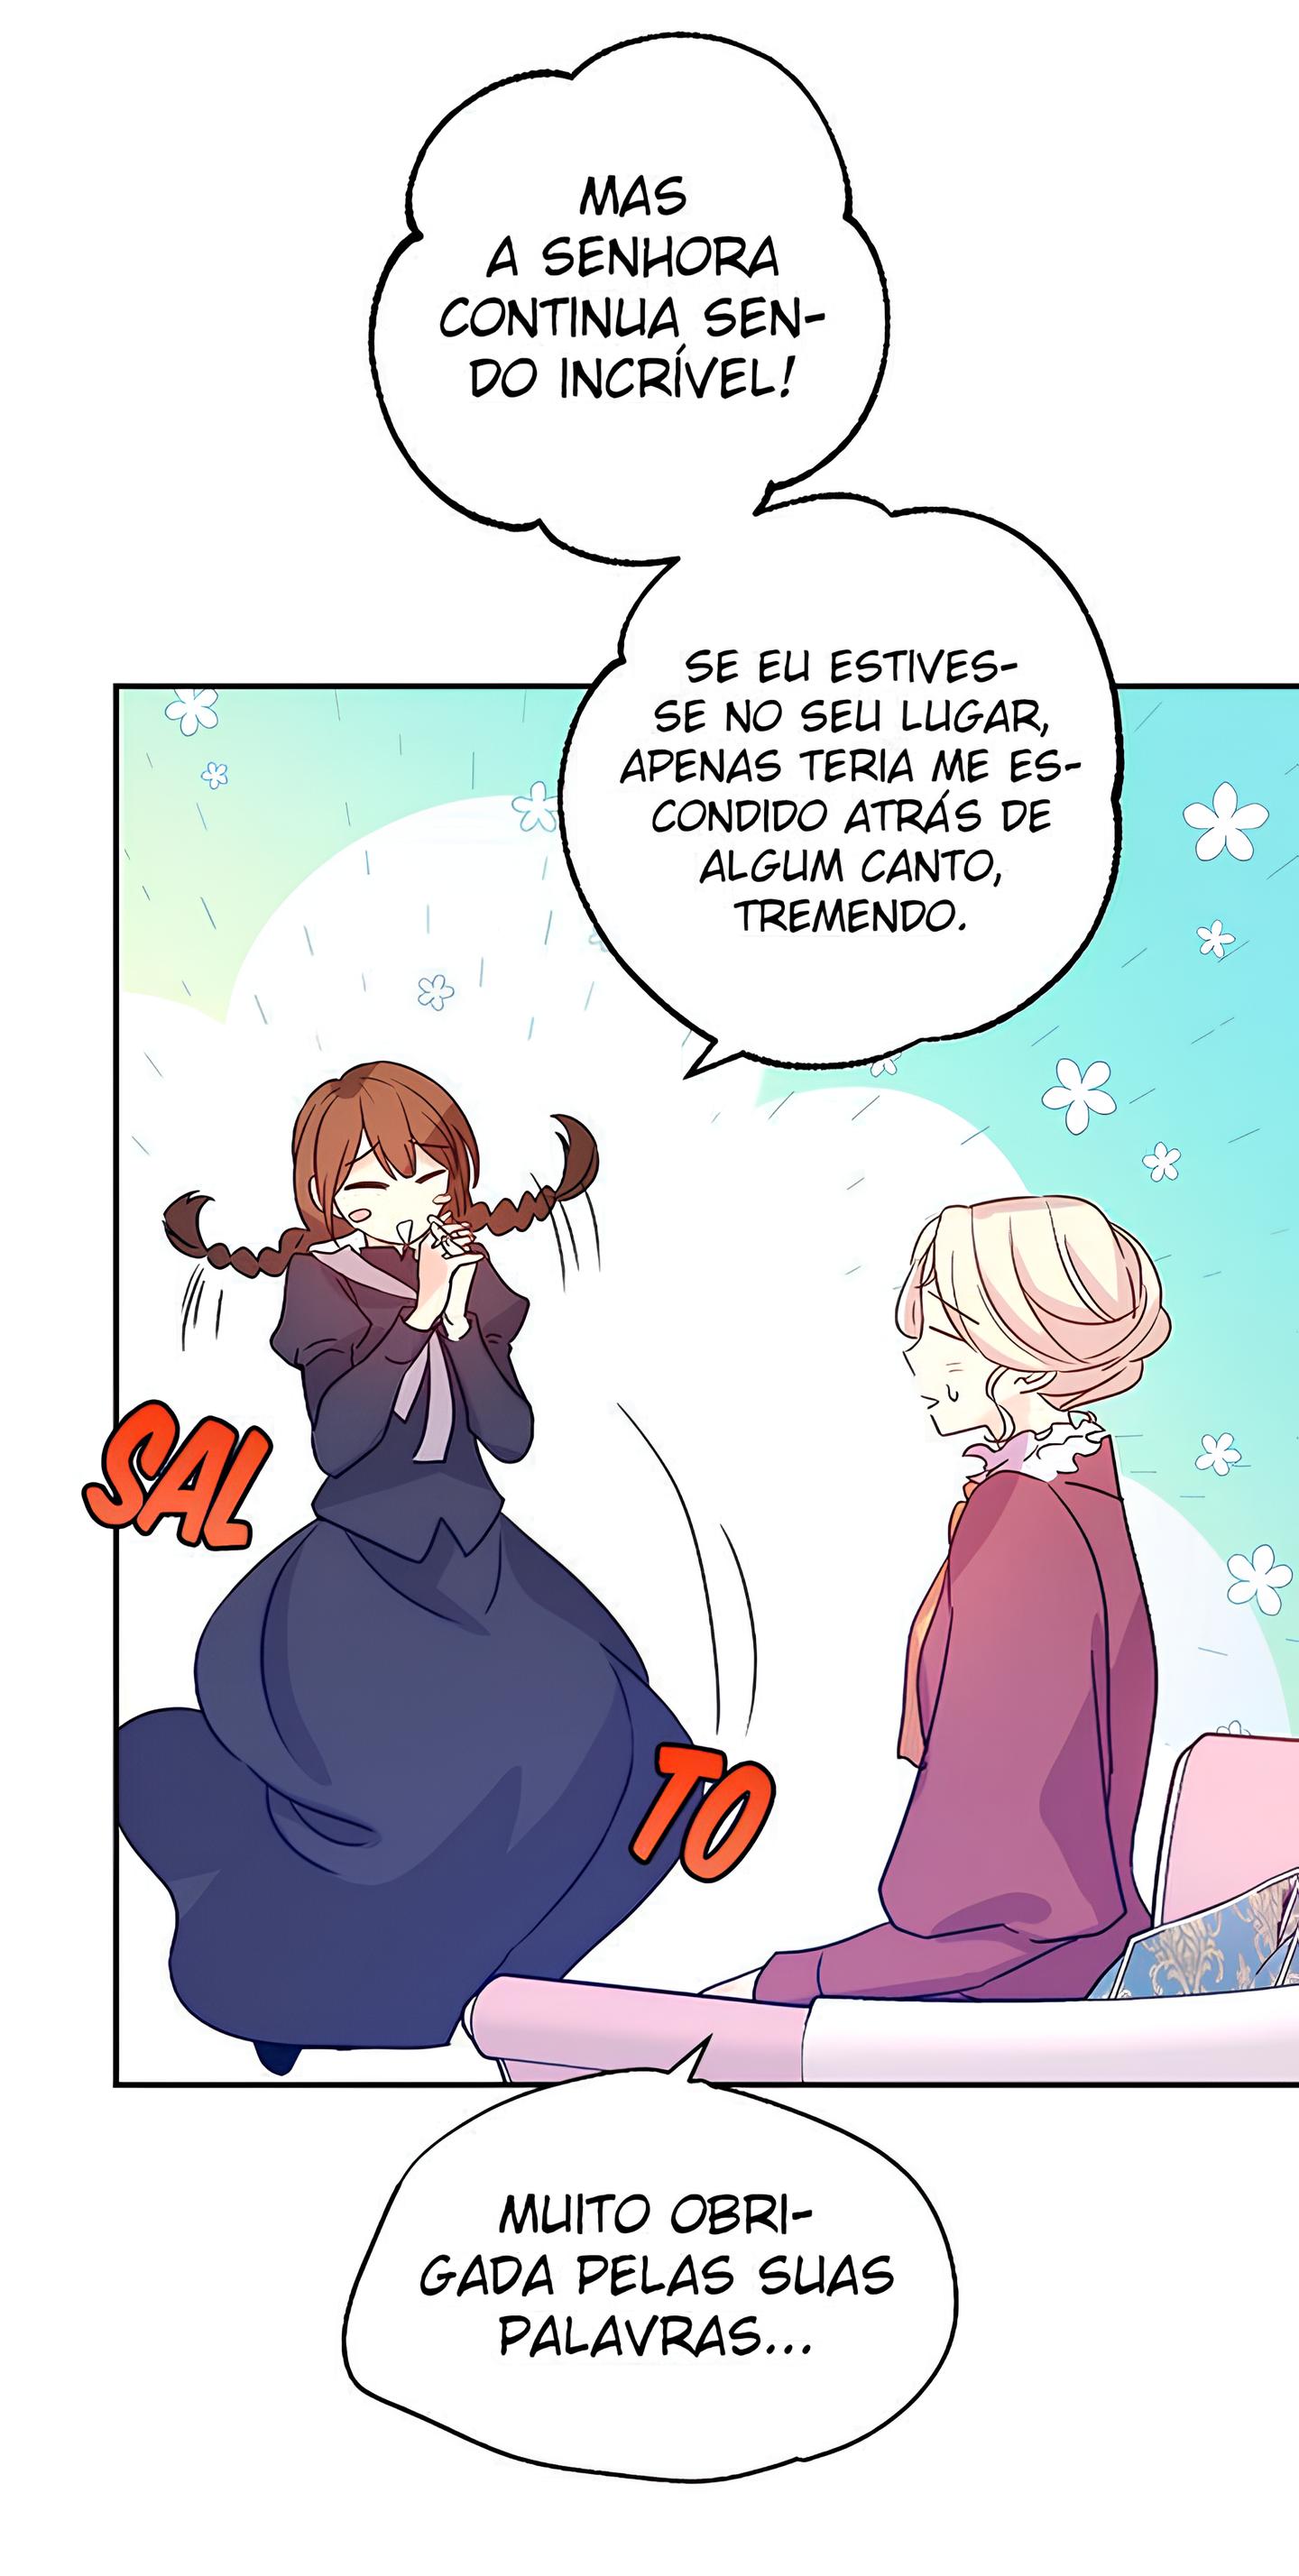 MAS
A SENHORA
CONTINUA SEN-
DO INCRÍVEL!
SE EU ESTIVES-
SE NO SEU LUGAR,
APENAS TERIA ME ES-
CONDIDO ATRÁS DE
ALGUM CANTO,
TREMENDO.
SAL
TO
MUITO OBRI-
GADA PELAS SUAS
PALAVRAS...